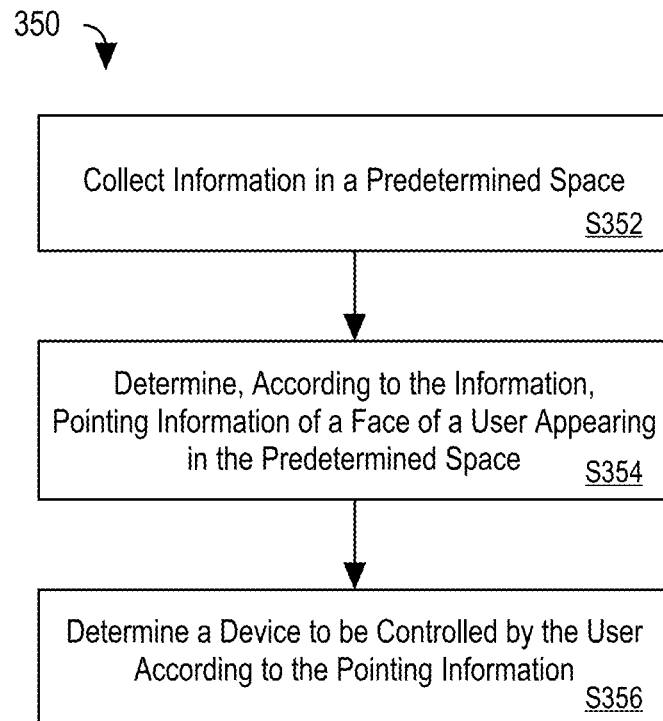 350
Collect Information in a Predetermined Space
S352
Determine, According to the Information,
Pointing Information of a Face of a User Appearing
in the Predetermined Space
S354
Determine a Device to be Controlled by the User
According to the Pointing Information
S356